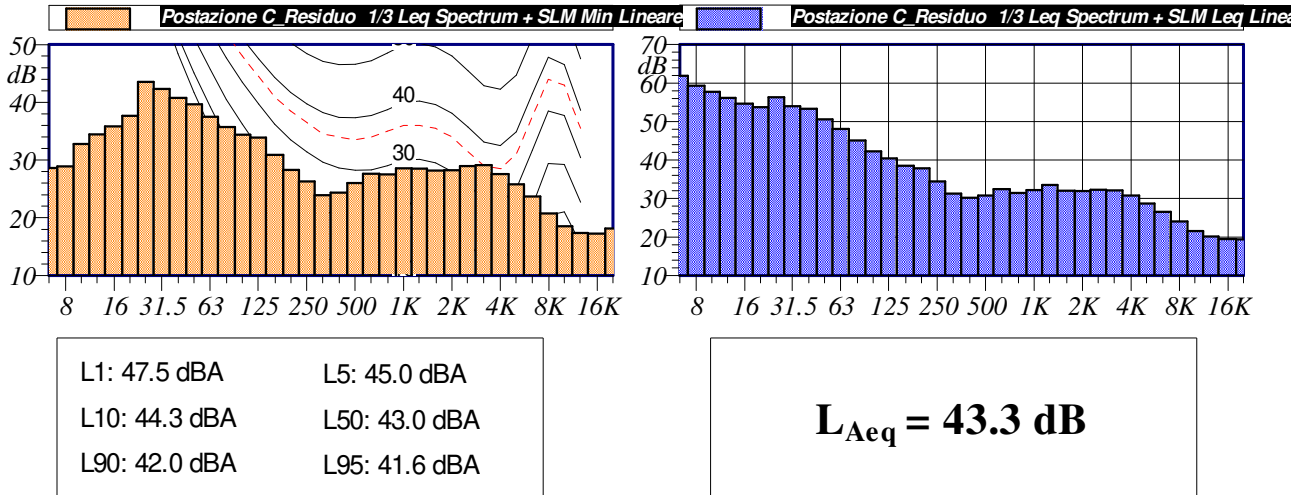 Postazione C_Residuo 1/3 Leq Spectrum + SLM Min Lineare
50
dB
40
30
20
10
40
30
8 16 31.5 63 125 250 500 1K 2K 4K 8K 16K
Postazione C_Residuo 1/3 Leq Spectrum + SLM Leq Linea
70
dB
60
50
40
30
20
10
8 16 31.5 63 125 250 500 1K 2K 4K 8K 16K
L1: 47.5 dBA L5: 45.0 dBA
L10: 44.3 dBA L50: 43.0 dBA
L90: 42.0 dBA L95: 41.6 dBA
LAeq = 43.3 dB